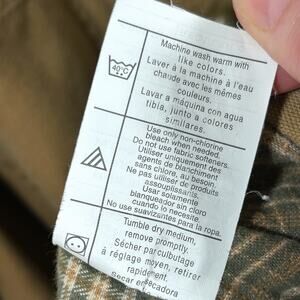 40°C
Machine wash warm with
like colors.
Laver à la machine à l'eau
chaude avec les mêmes
couleurs.
Lavar a máquina con agua
tibia, junto a colores
similares.
Use only non-chlorine
bleach when needed.
Do not use fabric softeners.
Utiliser uniquement des
agents de blanchiment
sans chlore, au besoin.
Ne pas utiliser de produits
assouplissants.
Usar solamente
blanqueador sin cloro
cuando lo necesite.
No use suavizantes para la ropa.
Tumble dry medium,
remove promptly.
Sécher par culbutage
à réglage moyen, retirer
rapidement.
Secar en secadora